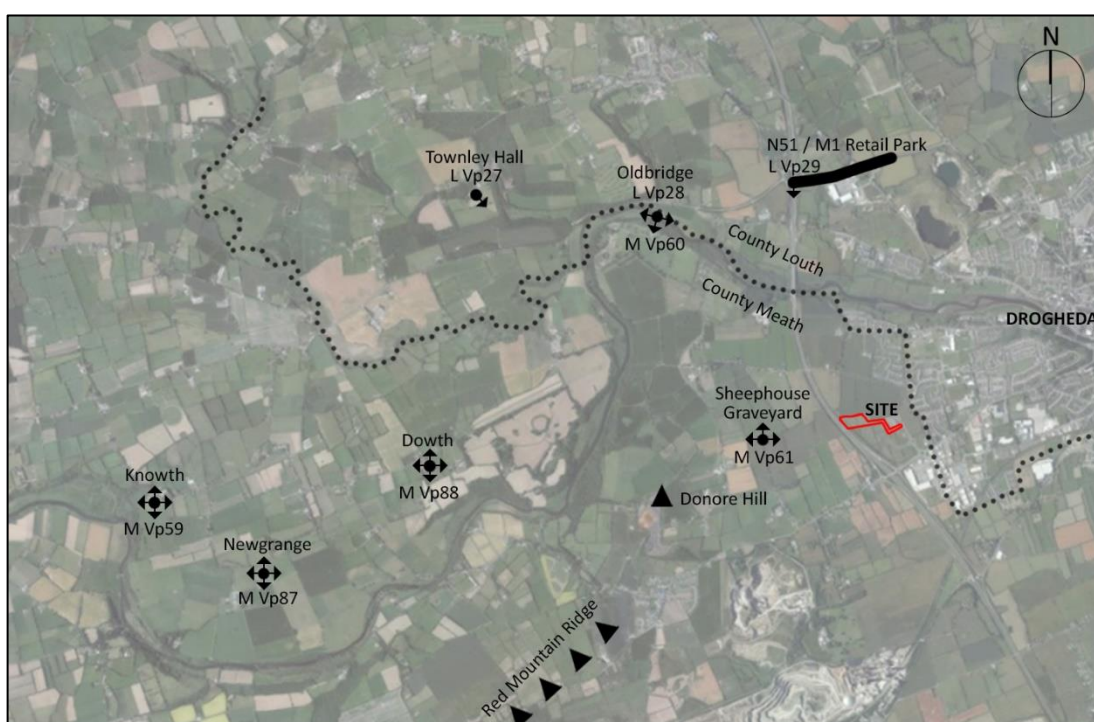 N
N51 / M1 Retail Park
L Vp29
Townley Hall
L Vp27
Oldbridge
L Vp28
M Vp60
County Louth
County Meath
DROGHEDA
Sheephouse
Graveyard
M Vp61
SITE
Dowth
M Vp88
Knowth
M Vp59
Donore Hill
Newgrange
M Vp87
Red Mountain Ridge